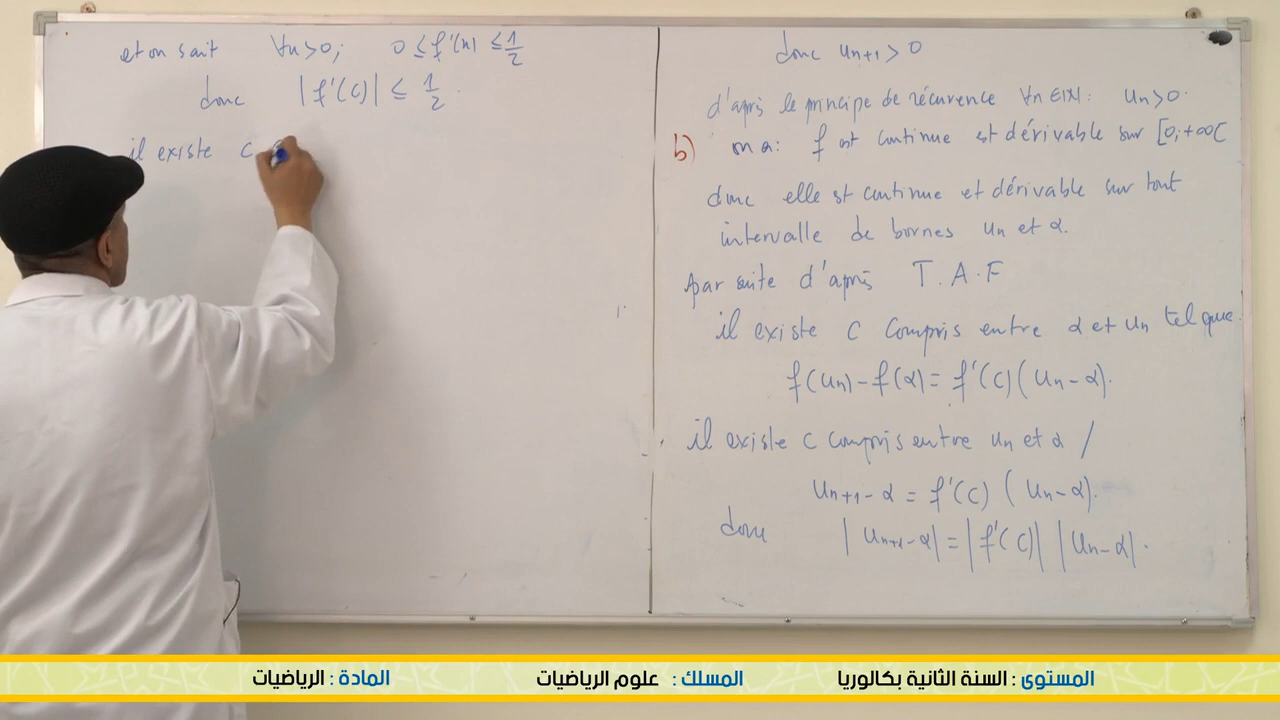 et on sait ∀x>0; 0 ≤ f'(x) ≤ 1/2
donc |f'(c)| ≤ 1/2.
il existe c
donc un+1 > 0
d'après le principe de récurence ∀n∈IN: un>0.
b) on a: f est continue est dérivable sur [0,+∞[
donc elle est continue et dérivable sur tout
intervalle de bornes un et α.
par suite d'après T.A.F
il existe c compris entre α et un tel que.
f(un)-f(α)= f'(c)(un-α).
il existe c compris entre un et α /
un+1-α = f'(c) (un-α).
donc |un+1-α| = |f'(c)| |un-α|.
المستوى : السنة الثانية بكالوريا المسلك : علوم الرياضيات المادة : الرياضيات